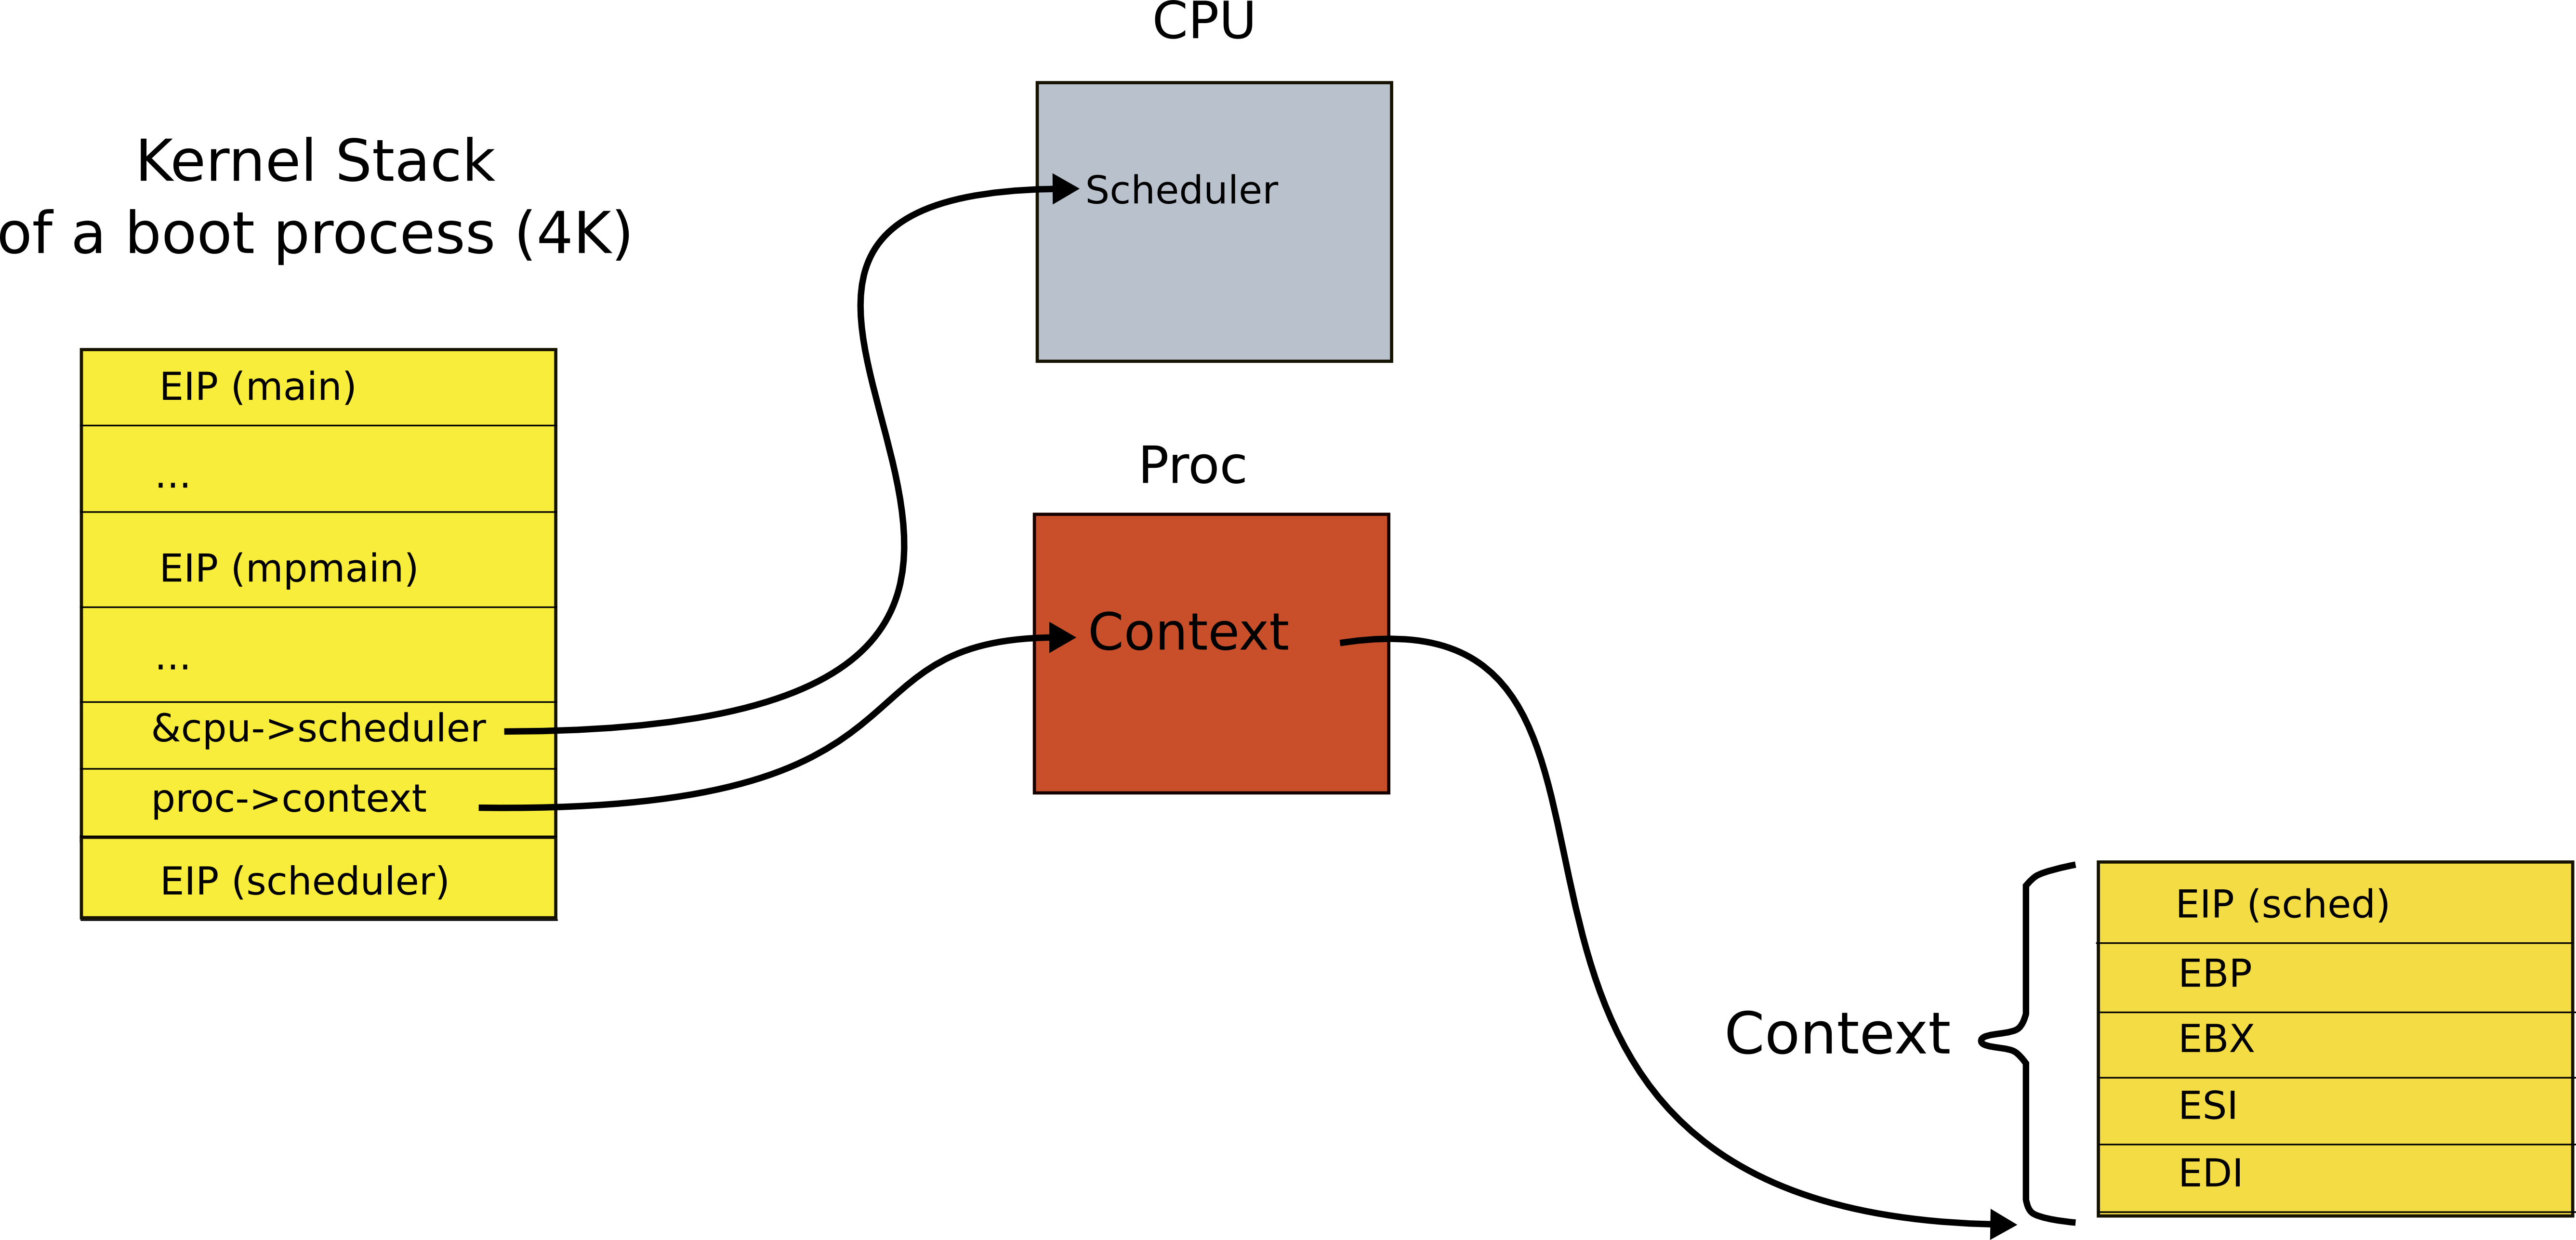 CPU
Scheduler
Kernel Stack
of a boot process (4K)
EIP (main)
...
EIP (mpmain)
...
&cpu->scheduler
proc->context
EIP (scheduler)
Proc
Context
Context
EIP (sched)
EBP
EBX
ESI
EDI